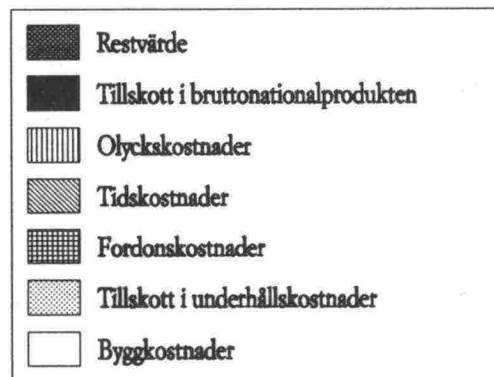 Restvärde
Tillskott i bruttonationalprodukten
Olyckskostnader
Tidskostnader
Fordonskostnader
Tillskott i underhållskostnader
Byggkostnader